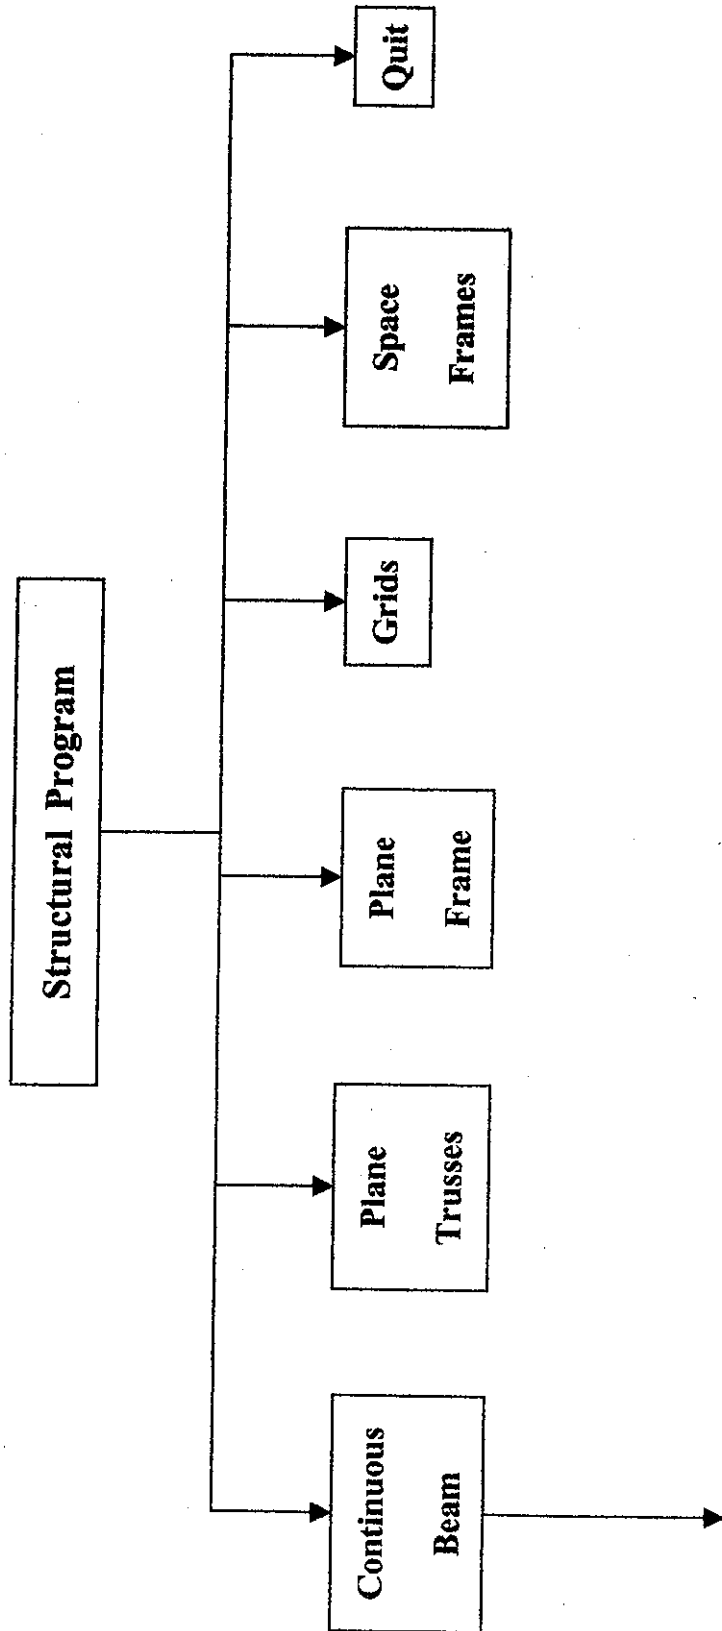 Structural Program
Continuous
Beam
Plane
Trusses
Plane
Frame
Grids
Space
Frames
Quit